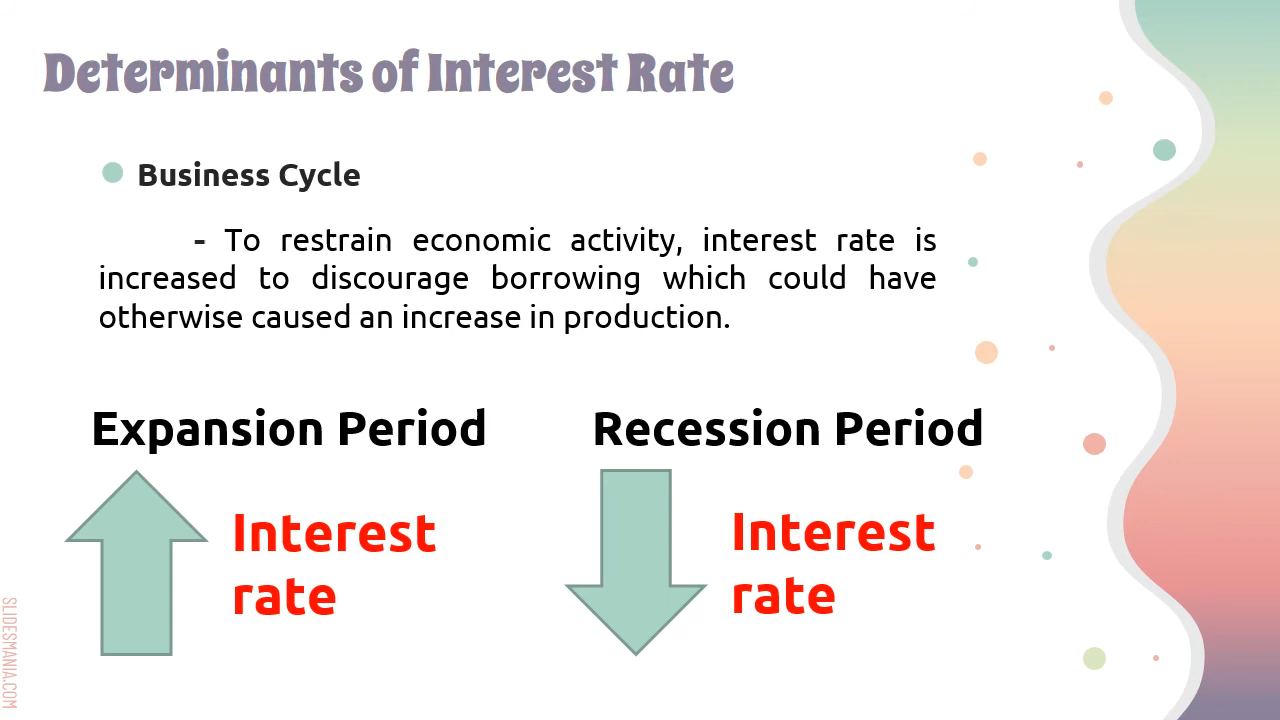 Determinants of Interest Rate
Business Cycle
- To restrain economic activity, interest rate is
increased to discourage borrowing which could have
otherwise caused an increase in production.
Expansion Period
Interest
rate
Recession Period
Interest
rate
SLIDESMANIA.COM